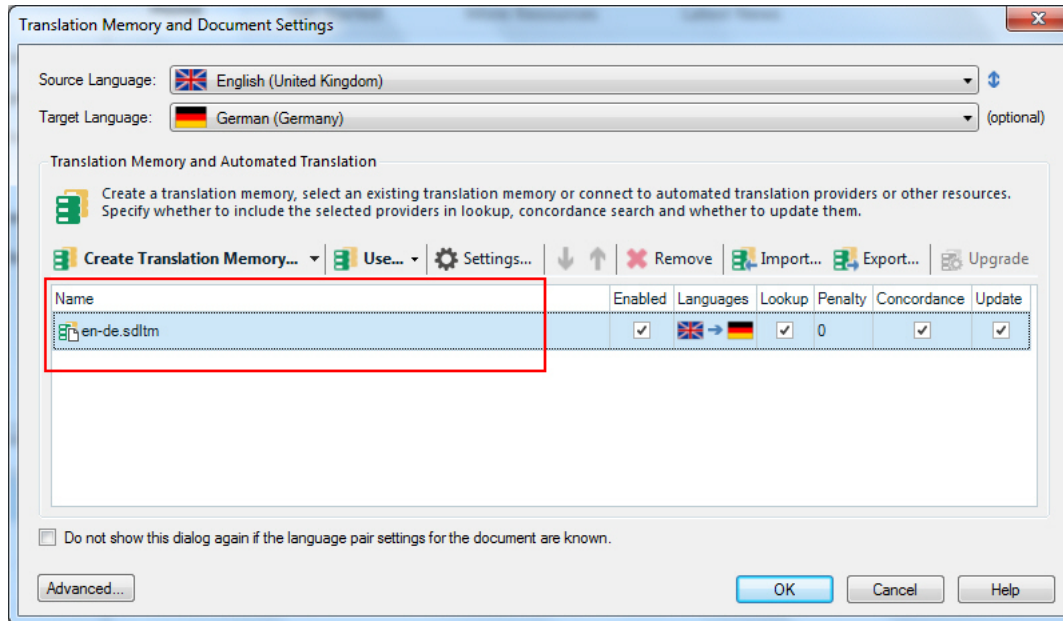 Translation Memory and Document Settings
Source Language: English (United Kingdom)
Target Language: German (Germany) (optional)
Translation Memory and Automated Translation
Create a translation memory, select an existing translation memory or connect to automated translation providers or other resources.
Specify whether to include the selected providers in lookup, concordance search and whether to update them.
Create Translation Memory... Use... Settings... Remove Import... Export... Upgrade
Name Enabled Languages Lookup Penalty Concordance Update
en-de.sdltm 0
Do not show this dialog again if the language pair settings for the document are known.
Advanced... OK Cancel Help